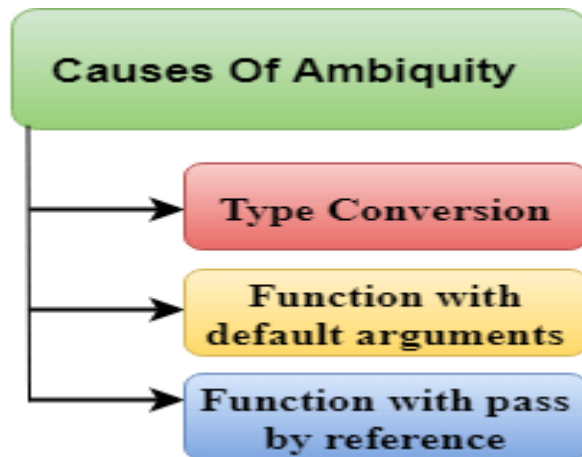 Causes Of Ambiquity
Type Conversion
Function with
default arguments
Function with pass
by reference